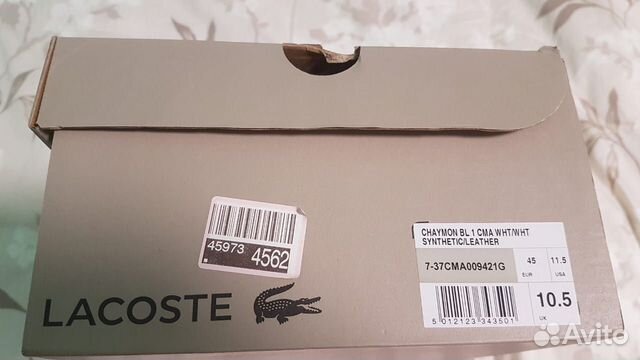 45973
4562
LACOSTE
CHAYMON BL 1 CMA WHT/WHT
SYNTHETIC/LEATHER
7-37CMA009421G
45
EUR
11.5
USA
10.5
UK
5 012123 343501
Avito